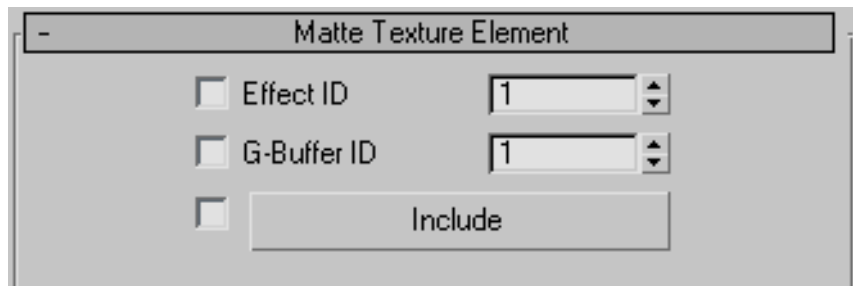 - Matte Texture Element
Effect ID 1
G-Buffer ID 1
Include